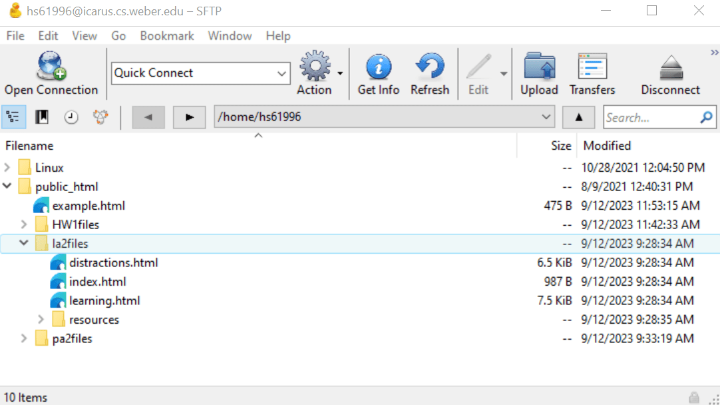 hs61996@icarus.cs.weber.edu – SFTP
File Edit View Go Bookmark Window Help
Open Connection Quick Connect Action Get Info Refresh Edit Upload Transfers Disconnect
/home/hs61996 Search...
Filename Size Modified
Linux -- 10/28/2021 12:04:50 PM
public_html -- 8/9/2021 12:40:31 PM
example.html 475 B 9/12/2023 11:53:15 AM
HW1files -- 9/12/2023 11:42:33 AM
la2files -- 9/12/2023 9:28:34 AM
distractions.html 6.5 KiB 9/12/2023 9:28:34 AM
index.html 987 B 9/12/2023 9:28:34 AM
learning.html 7.5 KiB 9/12/2023 9:28:34 AM
resources -- 9/12/2023 9:28:35 AM
pa2files -- 9/12/2023 9:33:19 AM
10 Items